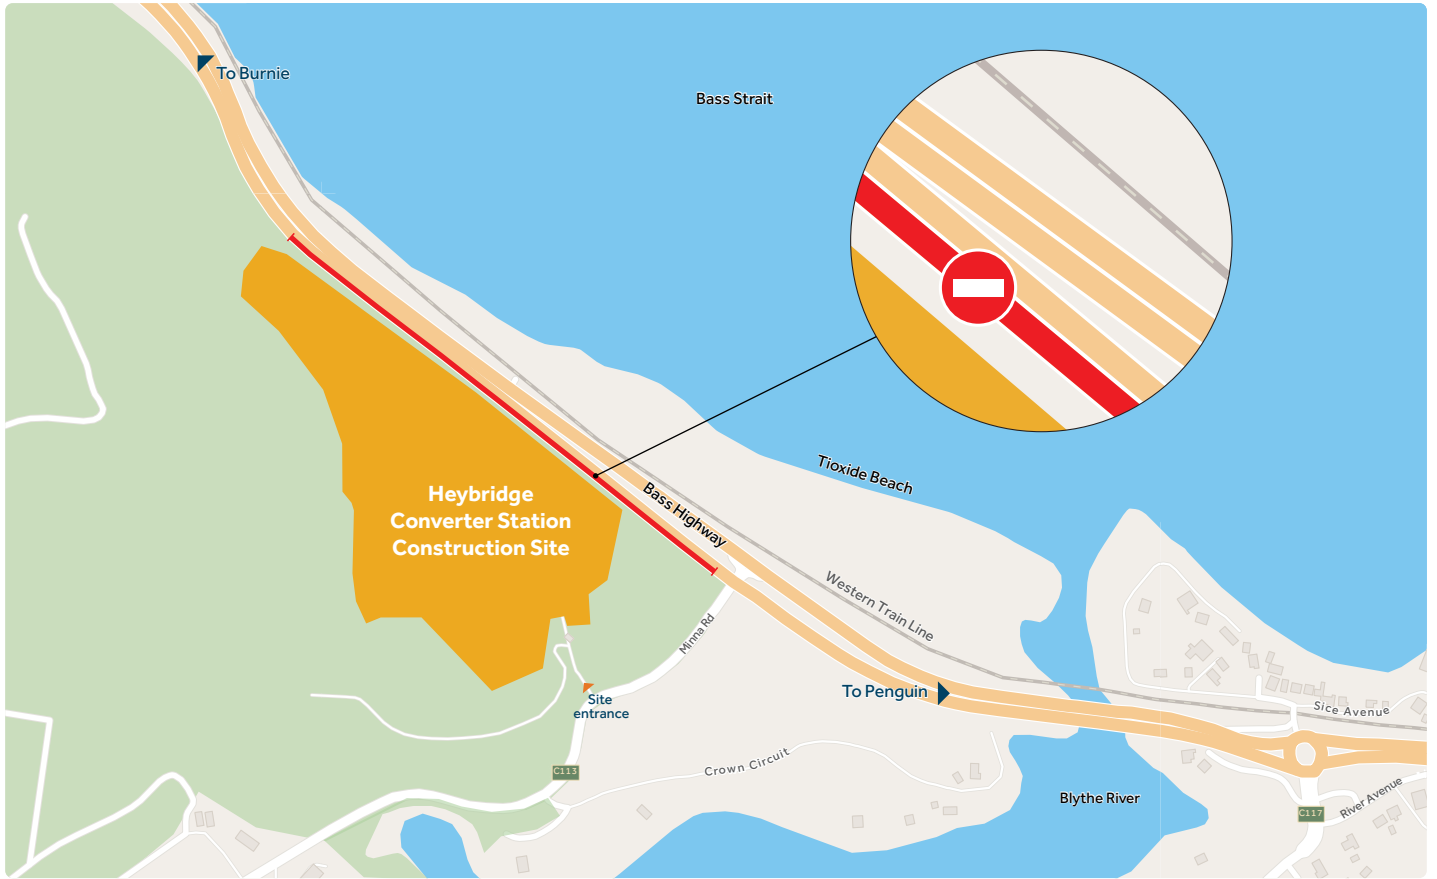 To Burnie
Bass Strait
Tioxide Beach
Bass Highway
Heybridge
Converter Station
Construction Site
Western Train Line
Minna Rd
To Penguin
Site
entrance
Sice Avenue
Crown Circuit
C113
Blythe River
River Avenue
C117